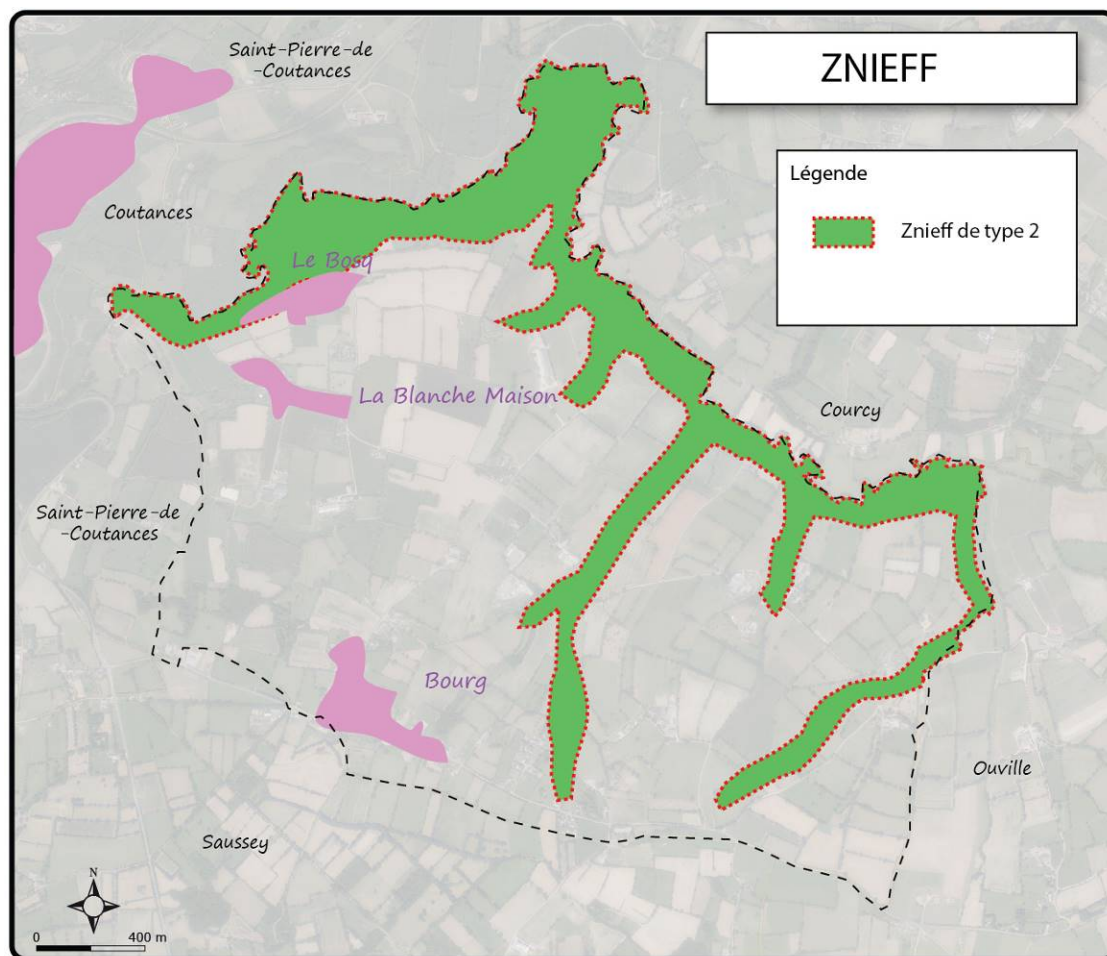 ZNIEFF
Légende
Znieff de type 2
Saint-Pierre-de
-Coutances
Coutances
Le Bosq
La Blanche Maison
Courcy
Saint-Pierre-de
-Coutances
Bourg
Ouville
Saussey
N
0 400 m